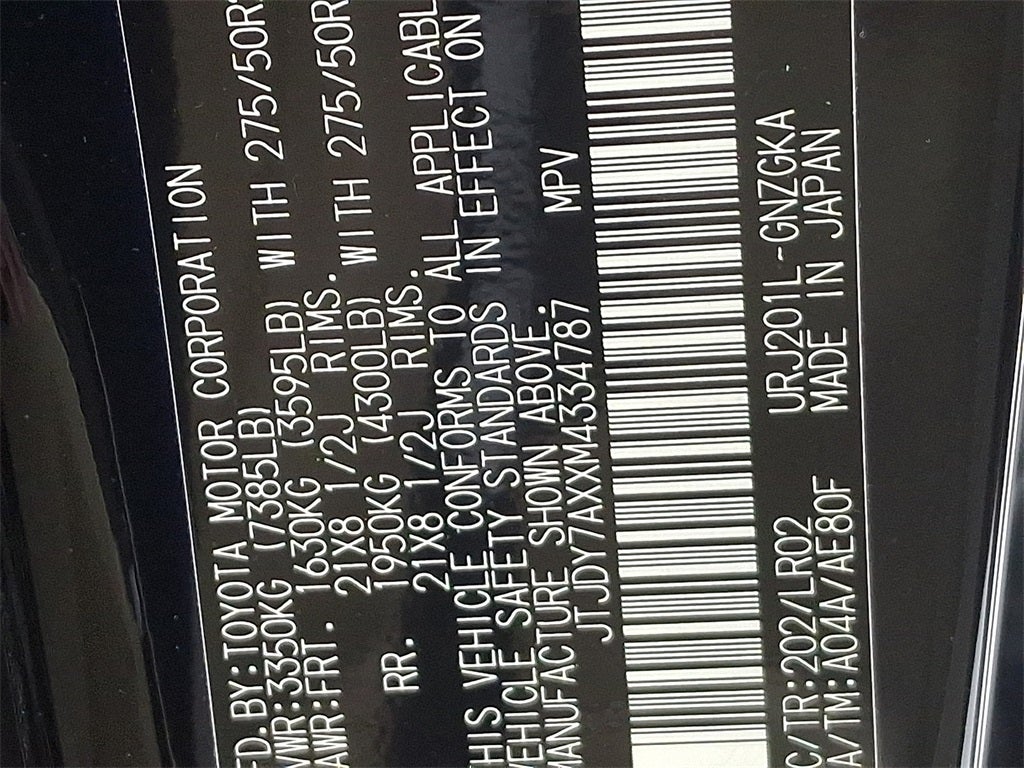 FD.BY:TOYOTA MOTOR CORPORATION
VWR:3350KG (7385LB)
AWR:FRT. 1630KG (3595LB) WITH 275/50R
21X8 1/2J RIMS.
RR. 1950KG (4300LB) WITH 275/50R
21X8 1/2J RIMS.
THIS VEHICLE CONFORMS TO ALL APPLICABL
VEHICLE SAFETY STANDARDS IN EFFECT ON
MANUFACTURE SHOWN ABOVE.
JTJDY7AXXM4334787 MPV
C/TR:202/LR02 URJ201L-GNZGKA
A/TM:A04A/AE80F MADE IN JAPAN